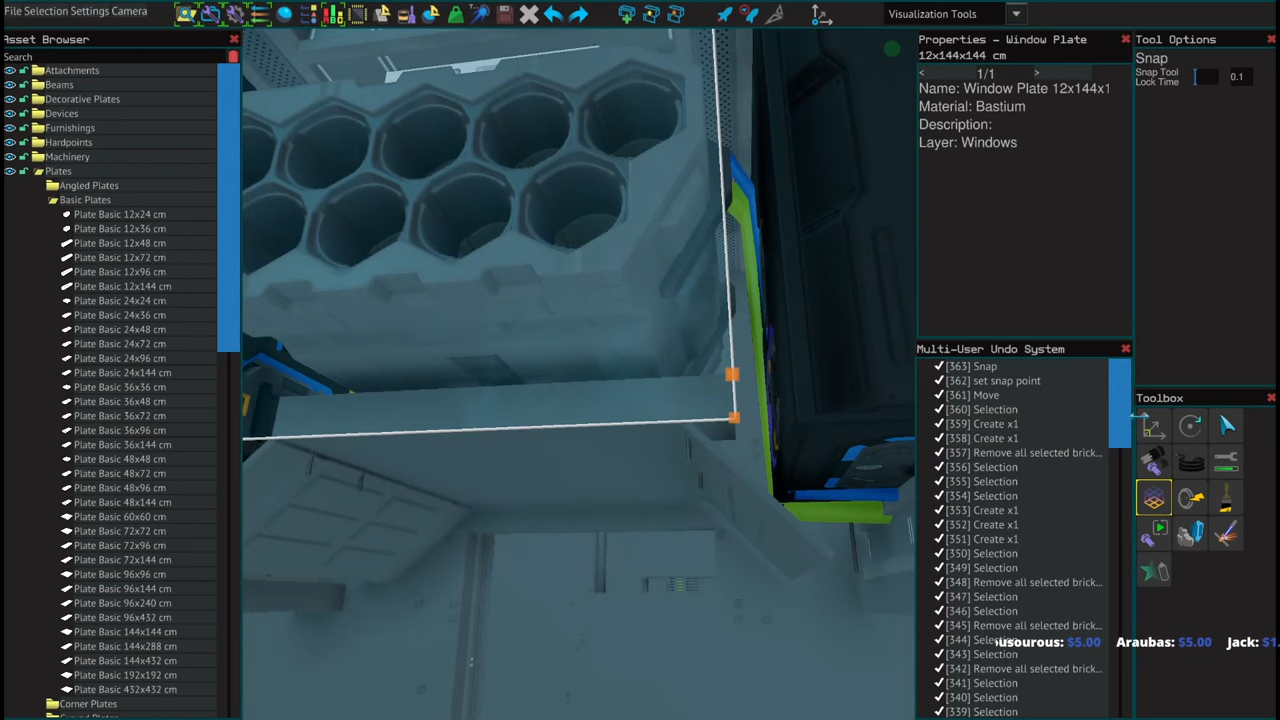 File Selection Settings Camera
Visualization Tools
Asset Browser
Search
Attachments
Beams
Decorative Plates
Devices
Furnishings
Hardpoints
Machinery
Plates
Angled Plates
Basic Plates
Plate Basic 12x24 cm
Plate Basic 12x36 cm
Plate Basic 12x48 cm
Plate Basic 12x72 cm
Plate Basic 12x96 cm
Plate Basic 12x144 cm
Plate Basic 24x24 cm
Plate Basic 24x36 cm
Plate Basic 24x48 cm
Plate Basic 24x72 cm
Plate Basic 24x96 cm
Plate Basic 24x144 cm
Plate Basic 36x36 cm
Plate Basic 36x48 cm
Plate Basic 36x72 cm
Plate Basic 36x96 cm
Plate Basic 36x144 cm
Plate Basic 48x48 cm
Plate Basic 48x72 cm
Plate Basic 48x96 cm
Plate Basic 48x144 cm
Plate Basic 60x60 cm
Plate Basic 72x72 cm
Plate Basic 72x96 cm
Plate Basic 72x144 cm
Plate Basic 96x96 cm
Plate Basic 96x144 cm
Plate Basic 96x240 cm
Plate Basic 96x432 cm
Plate Basic 144x144 cm
Plate Basic 144x288 cm
Plate Basic 144x432 cm
Plate Basic 192x192 cm
Plate Basic 432x432 cm
Corner Plates
Properties - Window Plate
12x144x144 cm
< 1/1 >
Name: Window Plate 12x144x1
Material: Bastium
Description:
Layer: Windows
Multi-User Undo System
[363] Snap
[362] set snap point
[361] Move
[360] Selection
[359] Create x1
[358] Create x1
[357] Remove all selected brick...
[356] Selection
[355] Selection
[354] Selection
[353] Create x1
[352] Create x1
[351] Create x1
[350] Selection
[349] Selection
[348] Remove all selected brick...
[347] Selection
[346] Selection
[345] Remove all selected brick...
[344] Selection
[343] Selection
[342] Remove all selected brick...
[341] Selection
[340] Selection
[339] Selection
Tool Options
Snap
Snap Tool
Lock Time
0.1
Toolbox
usourous: $5.00 Araubas: $5.00 Jack: $1